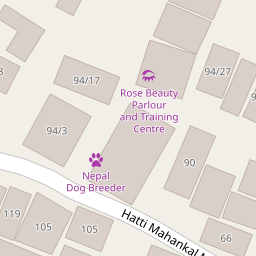 94/17
94/27
8
Rose Beauty
Parlour
and Training
Centre
94/3
90
Nepal
Dog Breeder
119
105
105
Hatti Mahankal
66